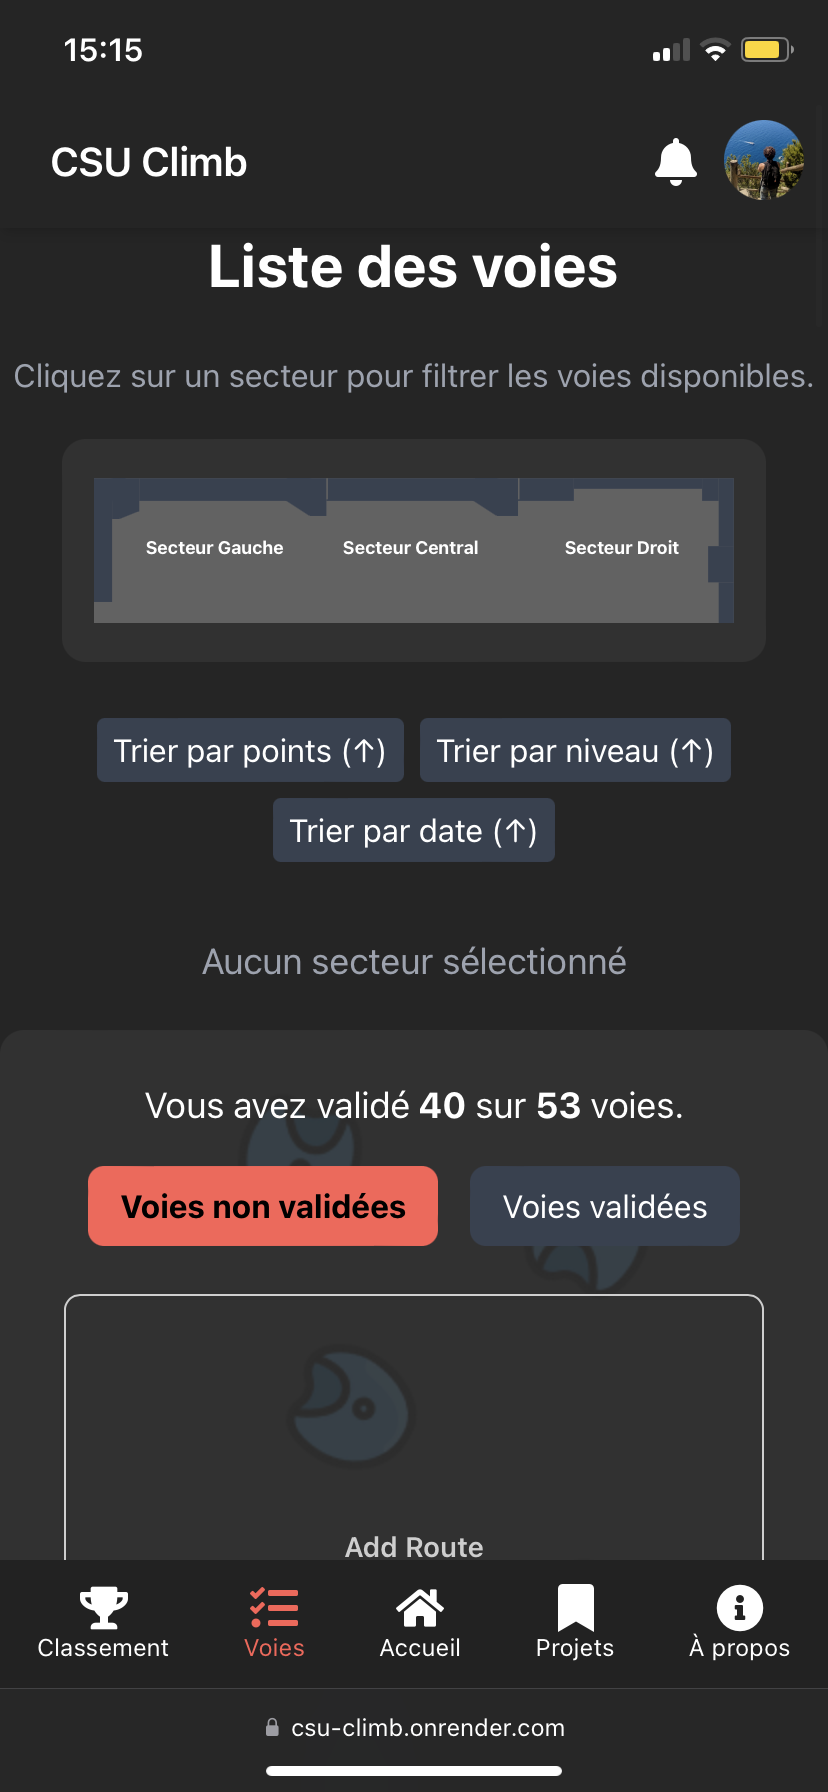 15:15
CSU Climb
Liste des voies
Cliquez sur un secteur pour filtrer les voies disponibles.
Secteur Gauche
Secteur Central
Secteur Droit
Trier par points (↑)
Trier par niveau (↑)
Trier par date (↑)
Aucun secteur sélectionné
Vous avez validé 40 sur 53 voies.
Voies non validées
Voies validées
Add Route
Classement
Voies
Accueil
Projets
À propos
csu-climb.onrender.com